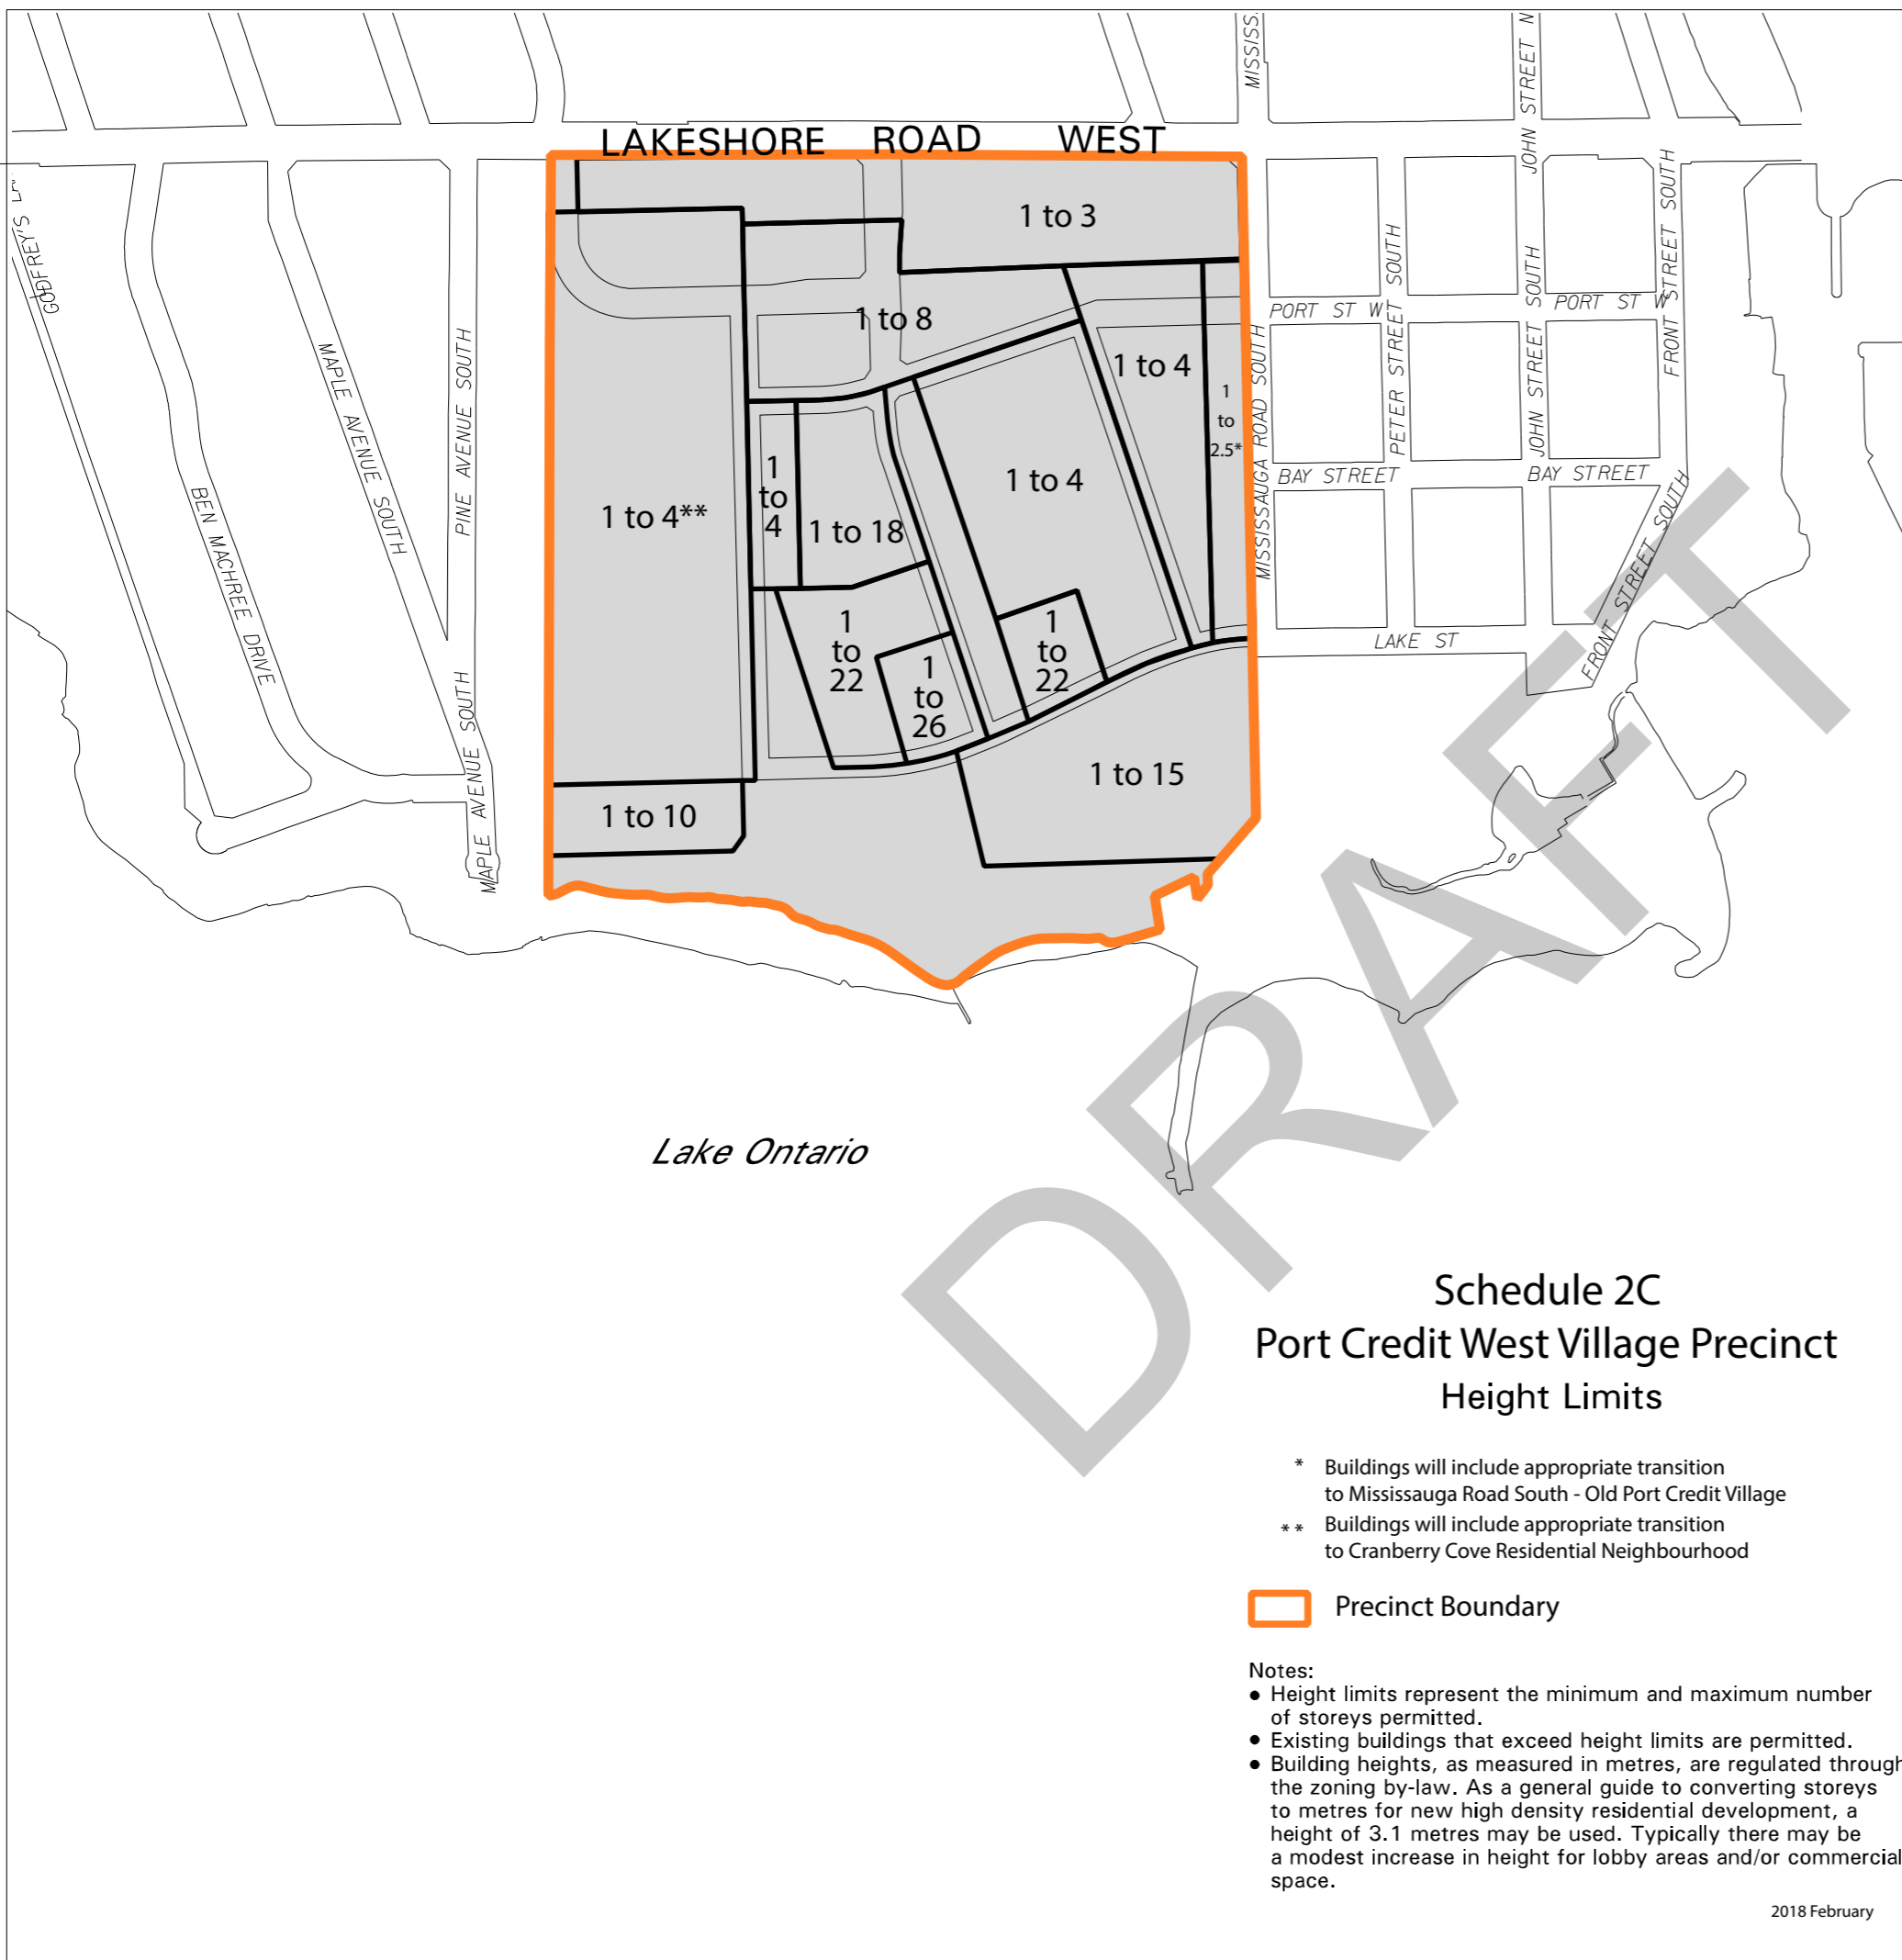 MISSISS.
JOHN STREET N
LAKESHORE ROAD WEST
GODFREY'S LA
BEN MACHREE DRIVE
MAPLE AVENUE SOUTH
PINE AVENUE SOUTH
MAPLE AVENUE SOUTH
MAPLE AVENUE SOUTH
1 to 3
1 to 8
1 to 4
1
to
2.5*
1 to 4
1 to 4**
1
to
4
1 to 18
1
to
22
1
to
26
1
to
22
1 to 15
1 to 10
MISSISSAUGA ROAD SOUTH
PORT ST W
PETER STREET SOUTH
JOHN STREET SOUTH
PORT ST W
FRONT STREET SOUTH
BAY STREET
BAY STREET
FRONT STREET SOUTH
LAKE ST
Lake Ontario
DRAFT
Schedule 2C
Port Credit West Village Precinct
Height Limits
* Buildings will include appropriate transition
to Mississauga Road South - Old Port Credit Village
** Buildings will include appropriate transition
to Cranberry Cove Residential Neighbourhood
Precinct Boundary
Notes:
● Height limits represent the minimum and maximum number
of storeys permitted.
● Existing buildings that exceed height limits are permitted.
● Building heights, as measured in metres, are regulated through
the zoning by-law. As a general guide to converting storeys
to metres for new high density residential development, a
height of 3.1 metres may be used. Typically there may be
a modest increase in height for lobby areas and/or commercial
space.
2018 February